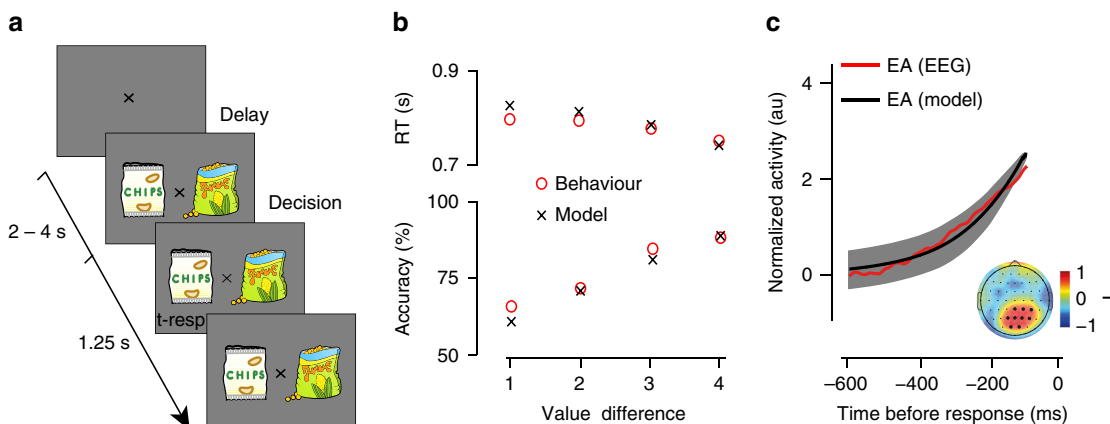 a
Delay
CHIPS
Decision
CHIPS
t-resp
CHIPS
2 – 4 s
1.25 s
b
0.9
RT (s)
0.7
Behaviour
Model
100
Accuracy (%)
75
50
1 2 3 4
Value difference
c
EA (EEG)
EA (model)
4
Normalized activity (au)
2
0
1
0
–1
–600 –400 –200 0
Time before response (ms)